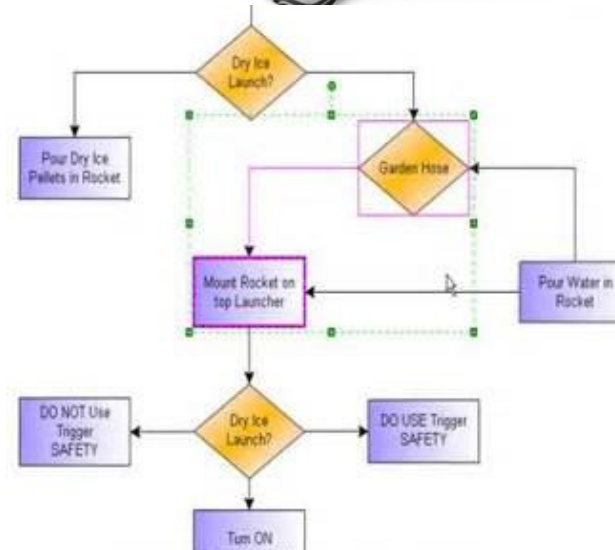 Dry Ice
Launch?
Pour Dry Ice
Pellets in Rocket
Garden Hose
Mount Rocket on
top Launcher
Pour Water in
Rocket
DO NOT Use
Trigger
SAFETY
Dry Ice
Launch?
DO USE Trigger
SAFETY
Turn ON